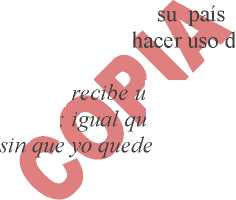 su país
hacer uso d
recibe u
igual qu
sin que yo quede
COPIA